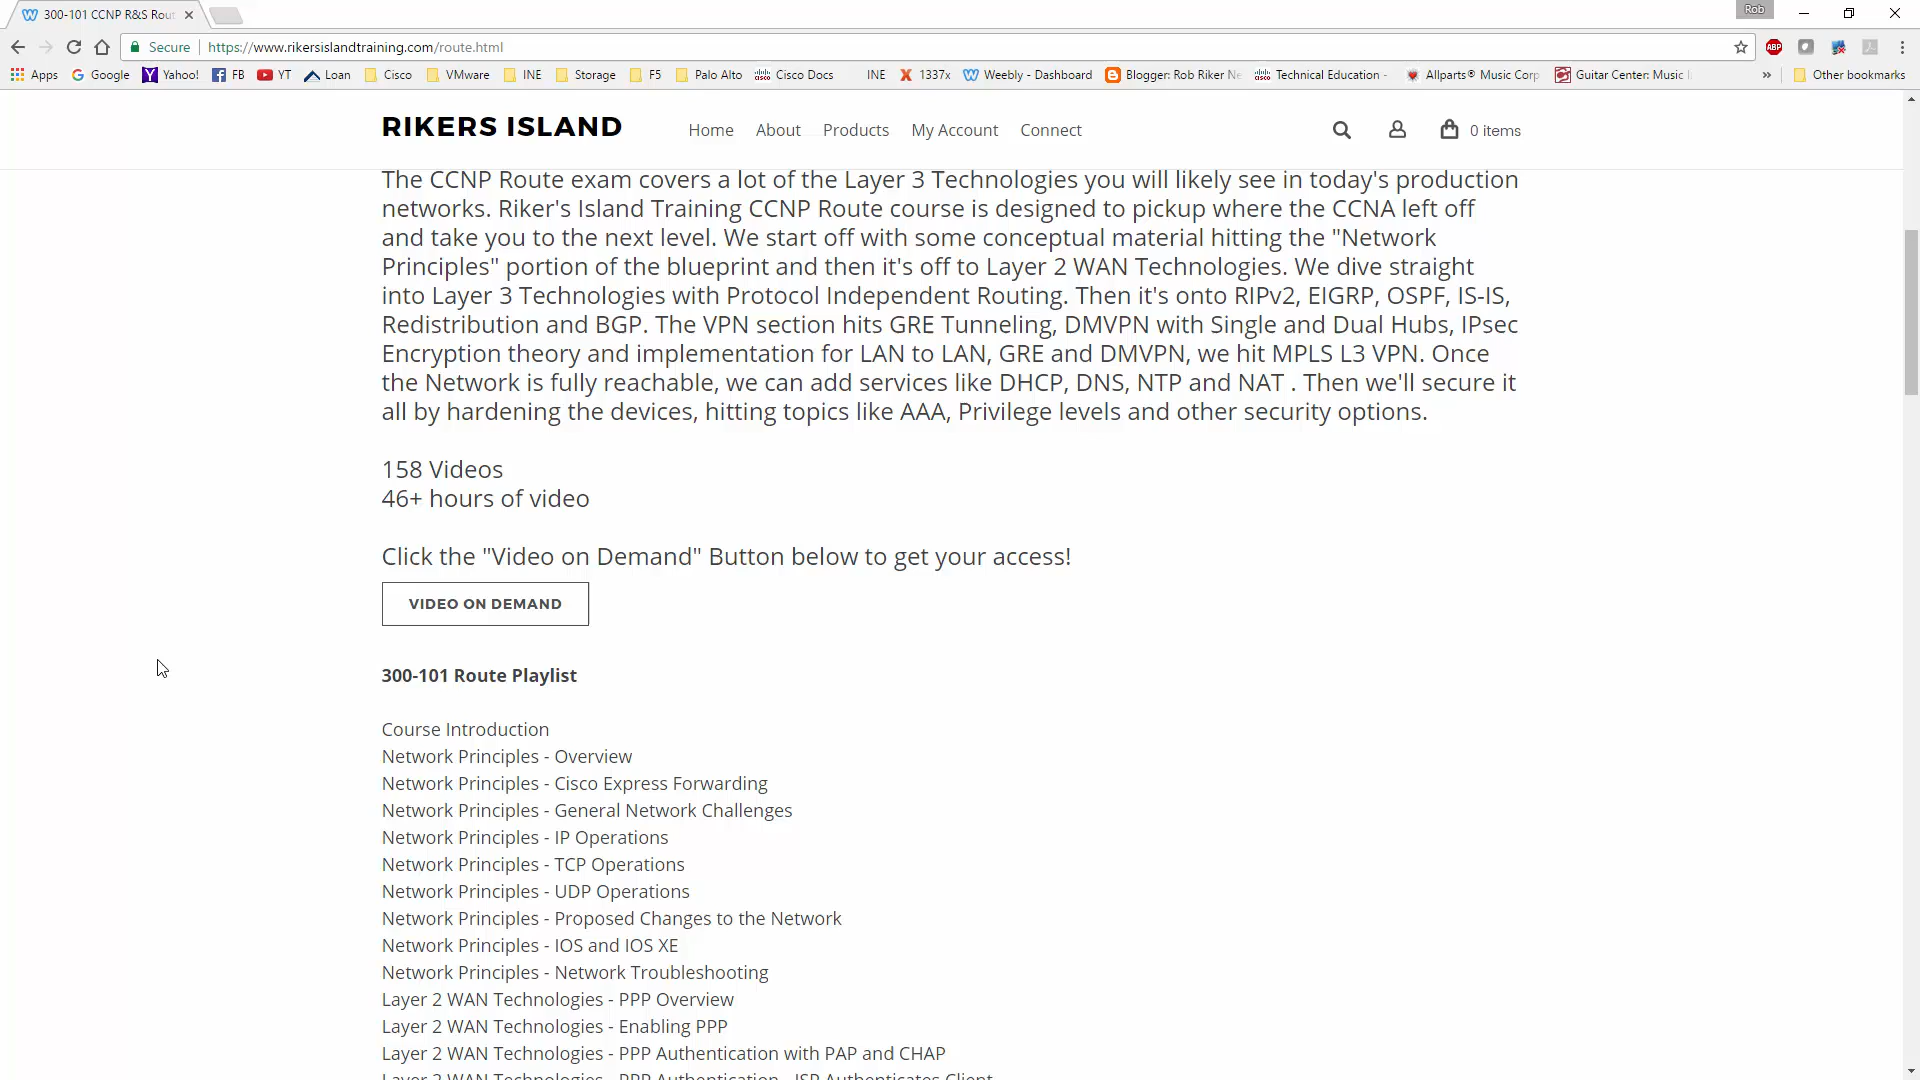 300-101 CCNP R&S Rout
Rob
Secure
https://www.rikersislandtraining.com/route.html
ABP
Apps Google Yahoo! FB YT Loan Cisco VMware INE Storage F5 Palo Alto Cisco Docs INE 1337x Weebly - Dashboard Blogger: Rob Riker Ne Technical Education - Allparts® Music Corp Guitar Center: Music » Other bookmarks
RIKERS ISLAND Home About Products My Account Connect 0 items
The CCNP Route exam covers a lot of the Layer 3 Technologies you will likely see in today's production
networks. Riker's Island Training CCNP Route course is designed to pickup where the CCNA left off
and take you to the next level. We start off with some conceptual material hitting the "Network
Principles" portion of the blueprint and then it's off to Layer 2 WAN Technologies. We dive straight
into Layer 3 Technologies with Protocol Independent Routing. Then it's onto RIPv2, EIGRP, OSPF, IS-IS,
Redistribution and BGP. The VPN section hits GRE Tunneling, DMVPN with Single and Dual Hubs, IPsec
Encryption theory and implementation for LAN to LAN, GRE and DMVPN, we hit MPLS L3 VPN. Once
the Network is fully reachable, we can add services like DHCP, DNS, NTP and NAT . Then we'll secure it
all by hardening the devices, hitting topics like AAA, Privilege levels and other security options.
158 Videos
46+ hours of video
Click the "Video on Demand" Button below to get your access!
VIDEO ON DEMAND
300-101 Route Playlist
Course Introduction
Network Principles - Overview
Network Principles - Cisco Express Forwarding
Network Principles - General Network Challenges
Network Principles - IP Operations
Network Principles - TCP Operations
Network Principles - UDP Operations
Network Principles - Proposed Changes to the Network
Network Principles - IOS and IOS XE
Network Principles - Network Troubleshooting
Layer 2 WAN Technologies - PPP Overview
Layer 2 WAN Technologies - Enabling PPP
Layer 2 WAN Technologies - PPP Authentication with PAP and CHAP
Layer 2 WAN Technologies - PPP Authentication - ISP Authenticates Client